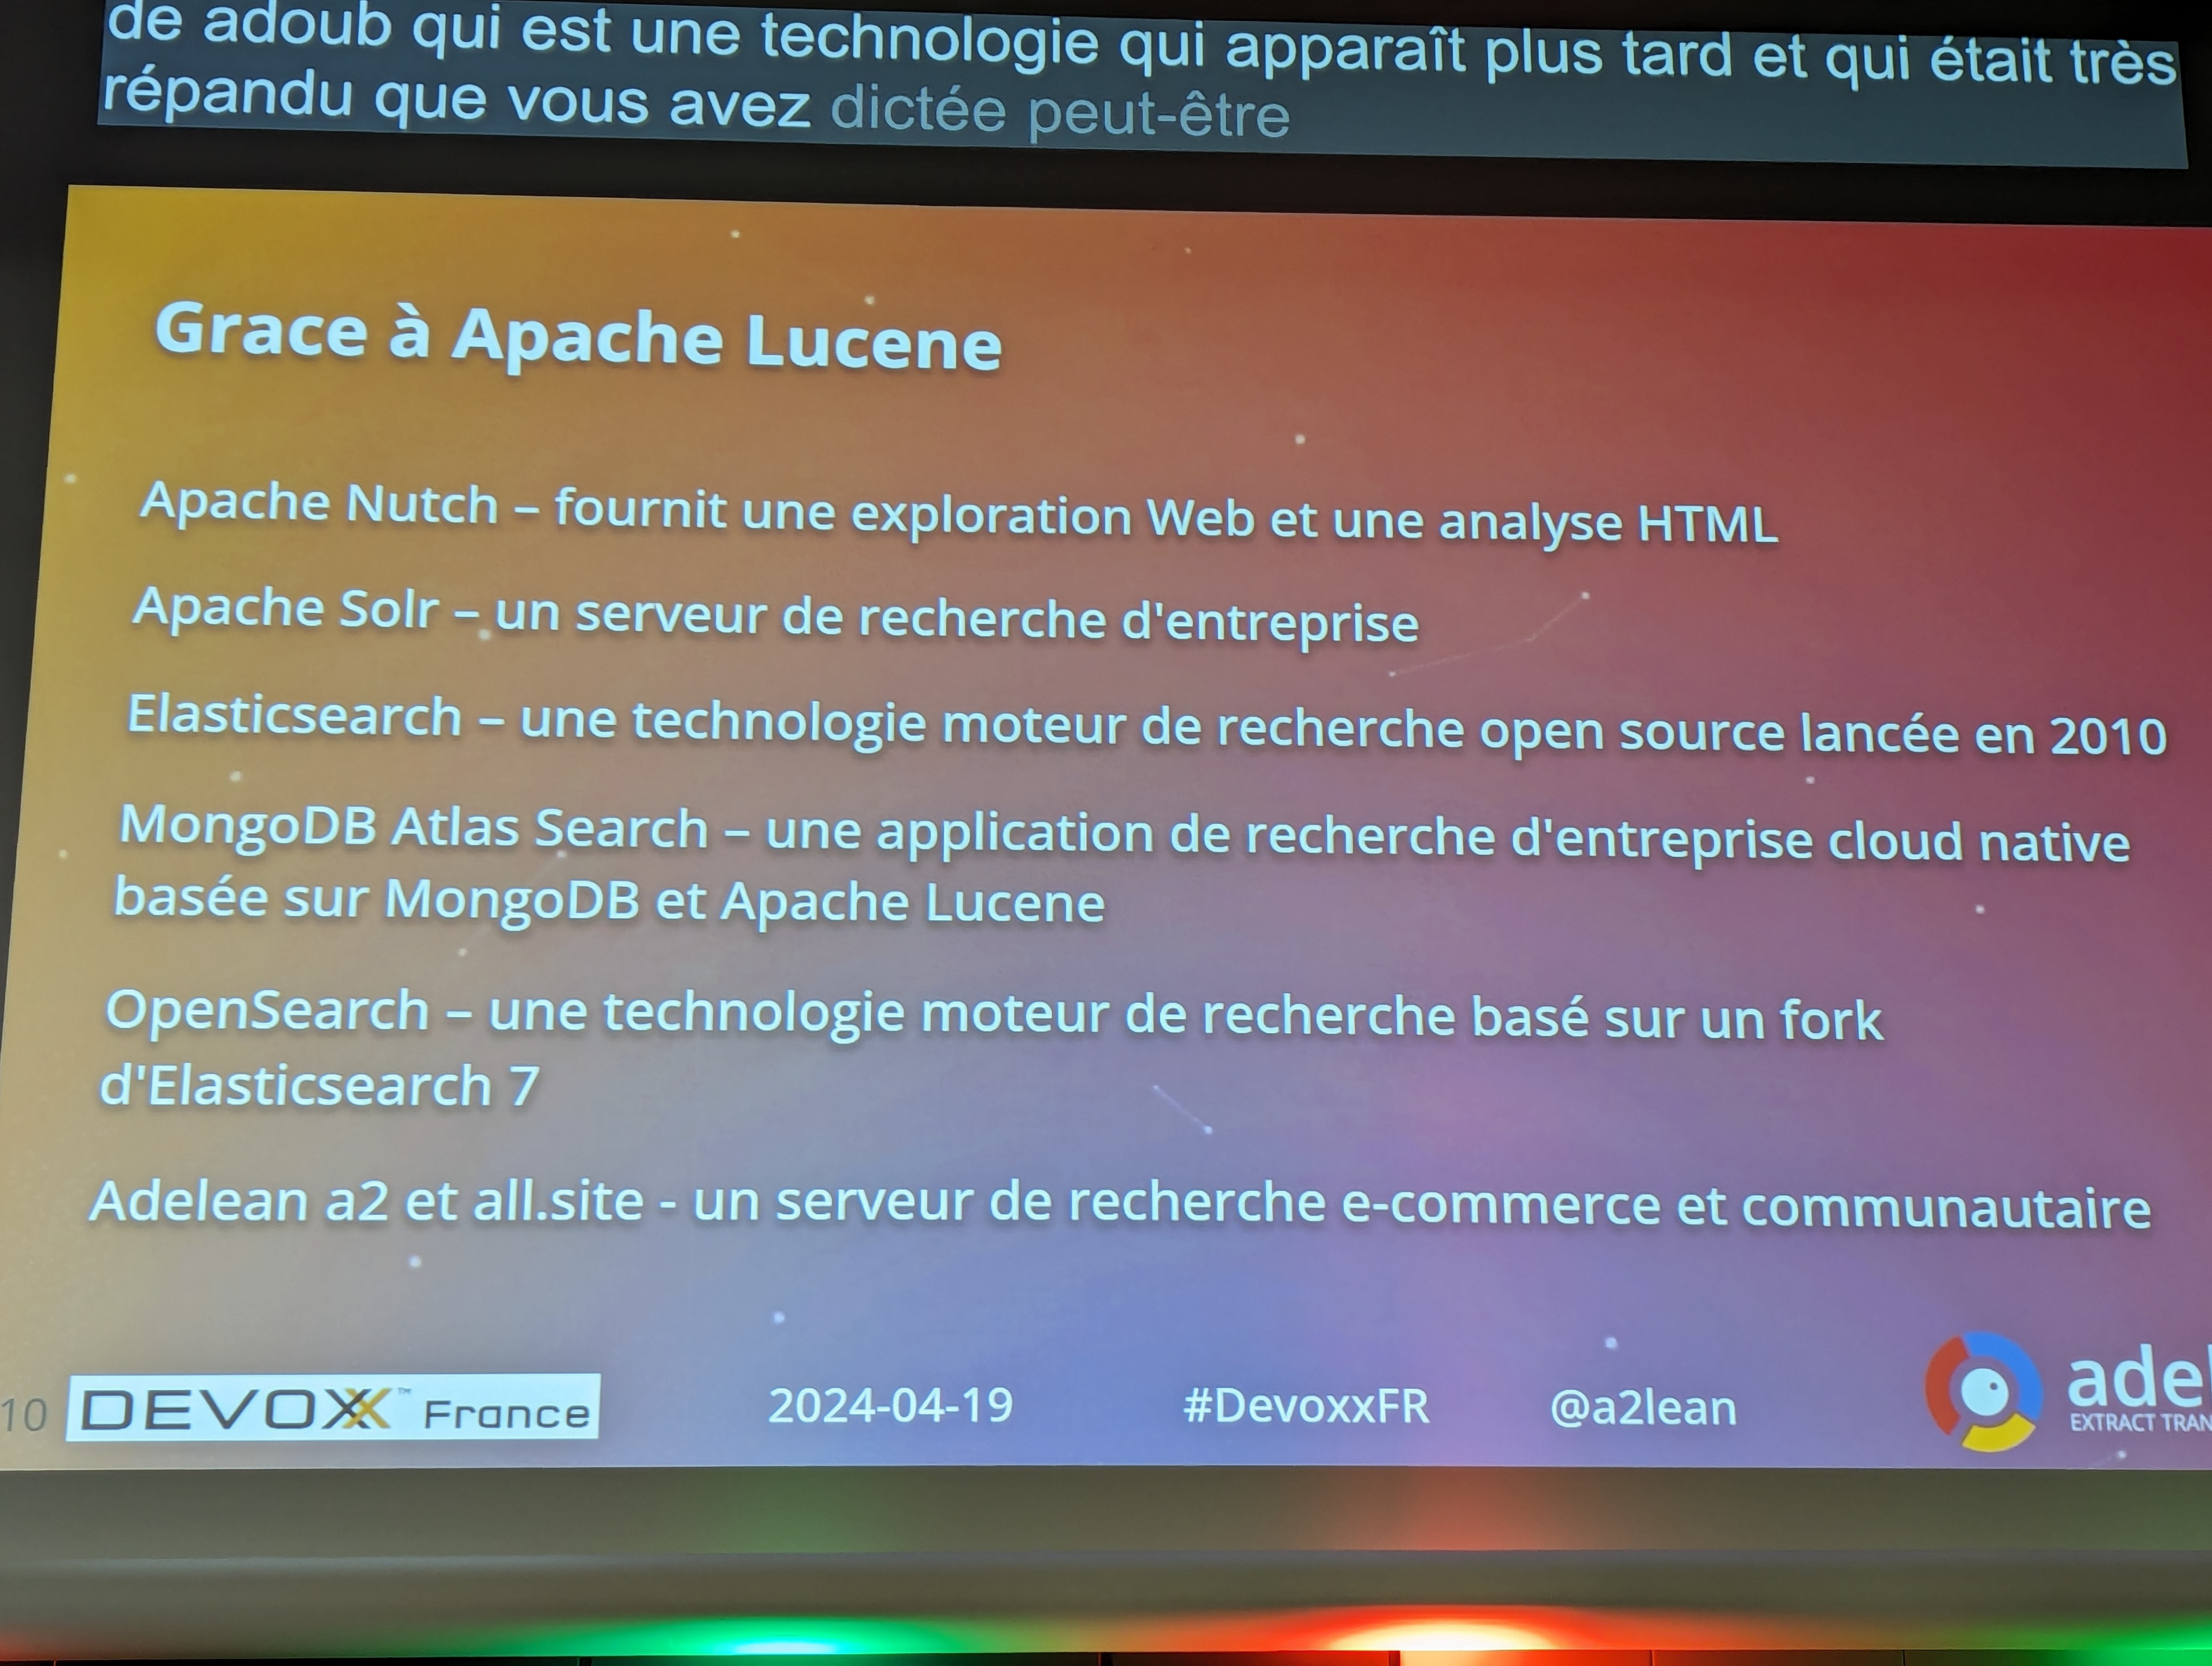 de adoub qui est une technologie qui apparaît plus tard et qui était très
répandu que vous avez dictée peut-être
Grace à Apache Lucene
Apache Nutch – fournit une exploration Web et une analyse HTML
Apache Solr – un serveur de recherche d'entreprise
Elasticsearch – une technologie moteur de recherche open source lancée en 2010
MongoDB Atlas Search – une application de recherche d'entreprise cloud native
basée sur MongoDB et Apache Lucene
OpenSearch – une technologie moteur de recherche basé sur un fork
d'Elasticsearch 7
Adelean a2 et all.site - un serveur de recherche e-commerce et communautaire
10 DEVOXX™ France 2024-04-19 #DevoxxFR @a2lean
EXTRACT